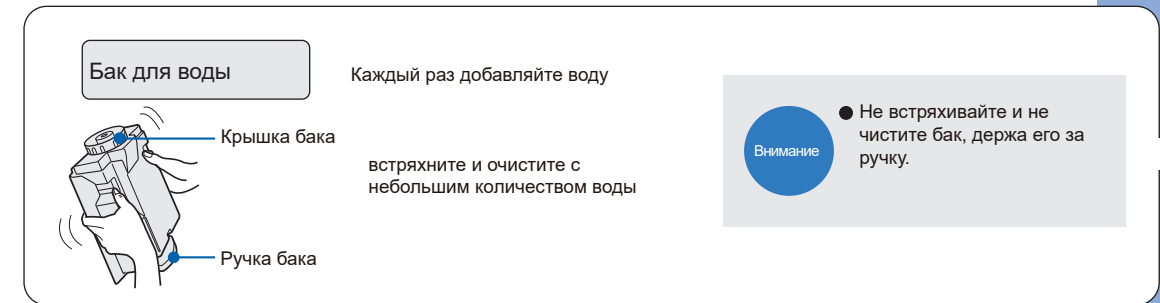 Бак для воды
Каждый раз добавляйте воду
Крышка бака
встряхните и очистите с
небольшим количеством воды
Ручка бака
Внимание
● Не встряхивайте и не
чистите бак, держа его за
ручку.